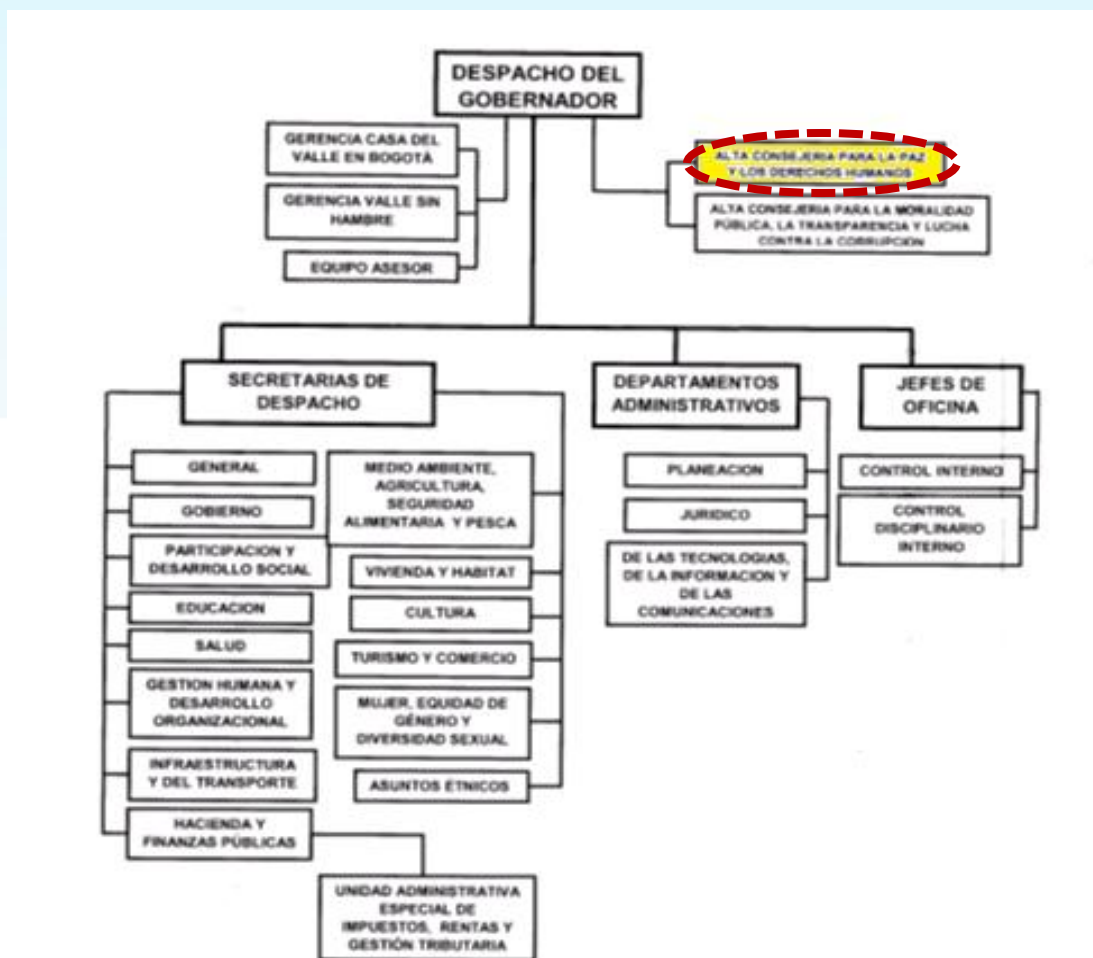 DESPACHO DEL
GOBERNADOR
GERENCIA CASA DEL
VALLE EN BOGOTÁ
GERENCIA VALLE SIN
HAMBRE
EQUIPO ASESOR
ALTA CONSEJERIA PARA LA PAZ
Y LOS DERECHOS HUMANOS
ALTA CONSEJERIA PARA LA MORALIDAD
PÚBLICA, LA TRANSPARENCIA Y LUCHA
CONTRA LA CORRUPCION
SECRETARIAS DE
DESPACHO
GENERAL
GOBIERNO
PARTICIPACION Y
DESARROLLO SOCIAL
EDUCACION
SALUD
GESTION HUMANA Y
DESARROLLO
ORGANIZACIONAL
INFRAESTRUCTURA
Y DEL TRANSPORTE
HACIENDA Y
FINANZAS PÚBLICAS
UNIDAD ADMINISTRATIVA
ESPECIAL DE
IMPUESTOS, RENTAS Y
GESTIÓN TRIBUTARIA
MEDIO AMBIENTE,
AGRICULTURA,
SEGURIDAD
ALIMENTARIA Y PESCA
VIVIENDA Y HABITAT
CULTURA
TURISMO Y COMERCIO
MUJER, EQUIDAD DE
GÉNERO Y
DIVERSIDAD SEXUAL
ASUNTOS ÉTNICOS
DEPARTAMENTOS
ADMINISTRATIVOS
PLANEACION
JURIDICO
DE LAS TECNOLOGIAS,
DE LA INFORMACION Y
DE LAS
COMUNICACIONES
JEFES DE
OFICINA
CONTROL INTERNO
CONTROL
DISCIPLINARIO
INTERNO